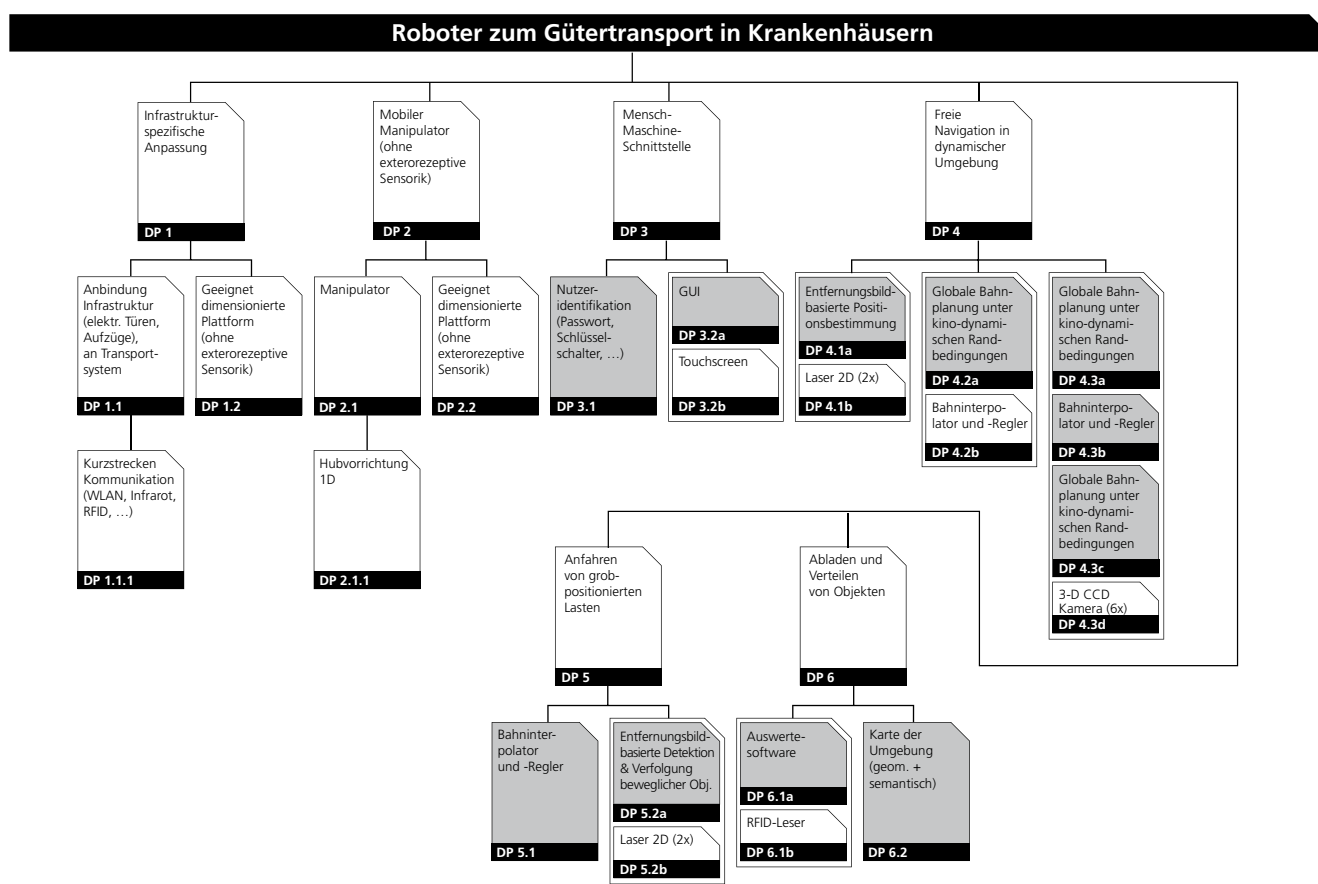 Roboter zum Gütertransport in Krankenhäusern
Infrastruktur-
spezifische
Anpassung
DP 1
Mobiler
Manipulator
(ohne
exterorezeptive
Sensorik)
DP 2
Mensch-
Maschine-
Schnittstelle
DP 3
Freie
Navigation in
dynamischer
Umgebung
DP 4
Anbindung
Infrastruktur
(elektr. Türen,
Aufzüge),
an Transport-
system
DP 1.1
Geeignet
dimensionierte
Plattform
(ohne
exterorezeptive
Sensorik)
DP 1.2
Manipulator
DP 2.1
Geeignet
dimensionierte
Plattform
(ohne
exterorezeptive
Sensorik)
DP 2.2
Nutzer-
identifikation
(Passwort,
Schlüssel-
schalter, ...)
DP 3.1
GUI
DP 3.2a
Touchscreen
DP 3.2b
Entfernungsbild-
basierte Positi-
onsbestimmung
DP 4.1a
Laser 2D (2x)
DP 4.1b
Globale Bahn-
planung unter
kino-dynami-
schen Rand-
bedingungen
DP 4.2a
Bahninterpo-
lator und -Regler
DP 4.2b
Globale Bahn-
planung unter
kino-dynami-
schen Rand-
bedingungen
DP 4.3a
Bahninterpo-
lator und -Regler
DP 4.3b
Globale Bahn-
planung unter
kino-dynami-
schen Rand-
bedingungen
DP 4.3c
3-D CCD
Kamera (6x)
DP 4.3d
Kurzstrecken
Kommunikation
(WLAN, Infrarot,
RFID, ...)
DP 1.1.1
Hubvorrichtung
1D
DP 2.1.1
Anfahren
von grob-
positionierten
Lasten
DP 5
Abladen und
Verteilen
von Objekten
DP 6
Bahninter-
polator
und -Regler
DP 5.1
Entfernungsbild-
basierte Detektion
& Verfolgung
beweglicher Obj.
DP 5.2a
Laser 2D (2x)
DP 5.2b
Auswerte-
software
DP 6.1a
RFID-Leser
DP 6.1b
Karte der
Umgebung
(geom. +
semantisch)
DP 6.2